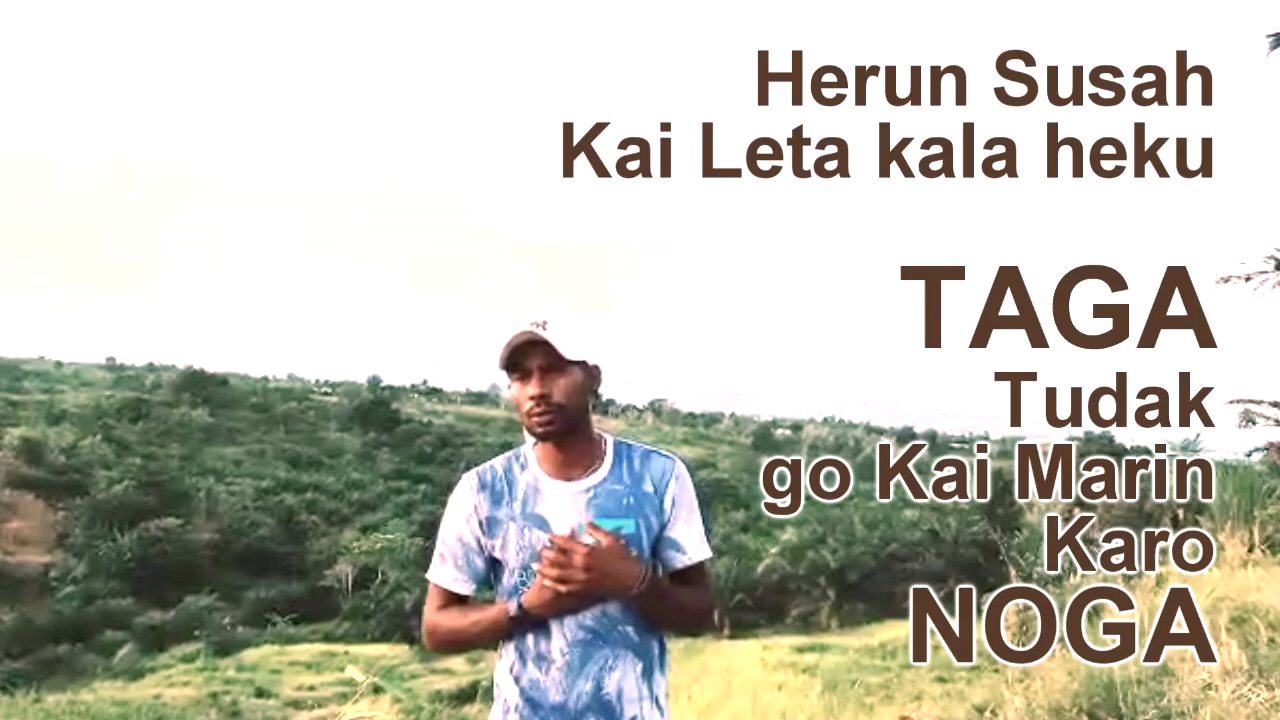 Herun Susah
Kai Leta kala heku
TAGA
Tudak
go Kai Marin
Karo
NOGA